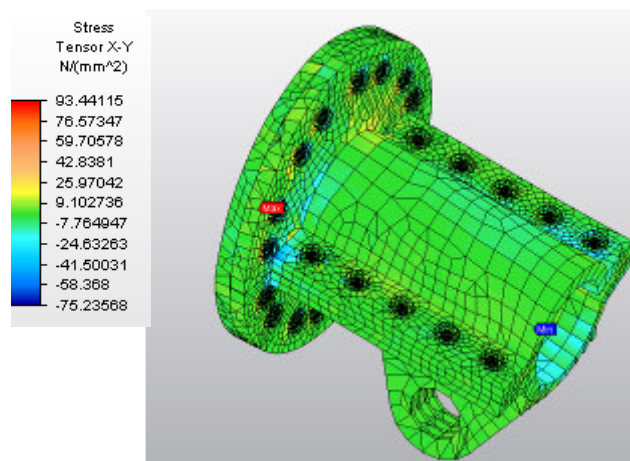 Stress
Tensor X-Y
N/(mm^2)
93.44115
76.57347
59.70578
42.8381
25.97042
9.102736
-7.764947
-24.63263
-41.50031
-58.368
-75.23568
Max
Min